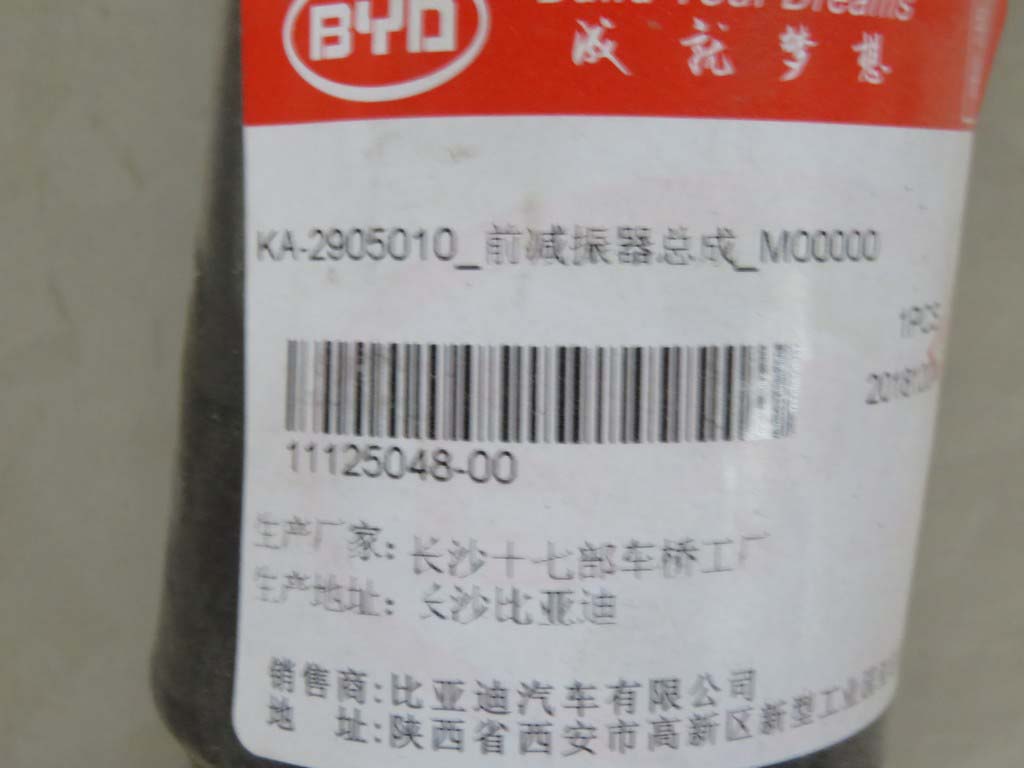 BYD
Build Your Dreams
成就梦想
KA-2905010_前减振器总成_M00000
1PCS
11125048-00
生产厂家:长沙十七部车桥工厂
生产地址:长沙比亚迪
销售商:比亚迪汽车有限公司
地 址:陕西省西安市高新区新型工业